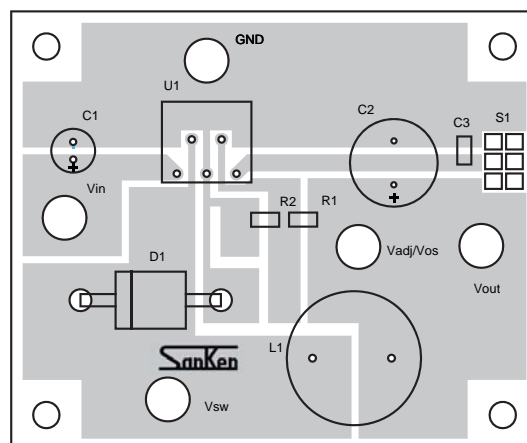 GND
U1
C1
C2
C3
S1
Vin
R2
R1
Vadj/Vos
D1
Vout
L1
SanKen
Vsw